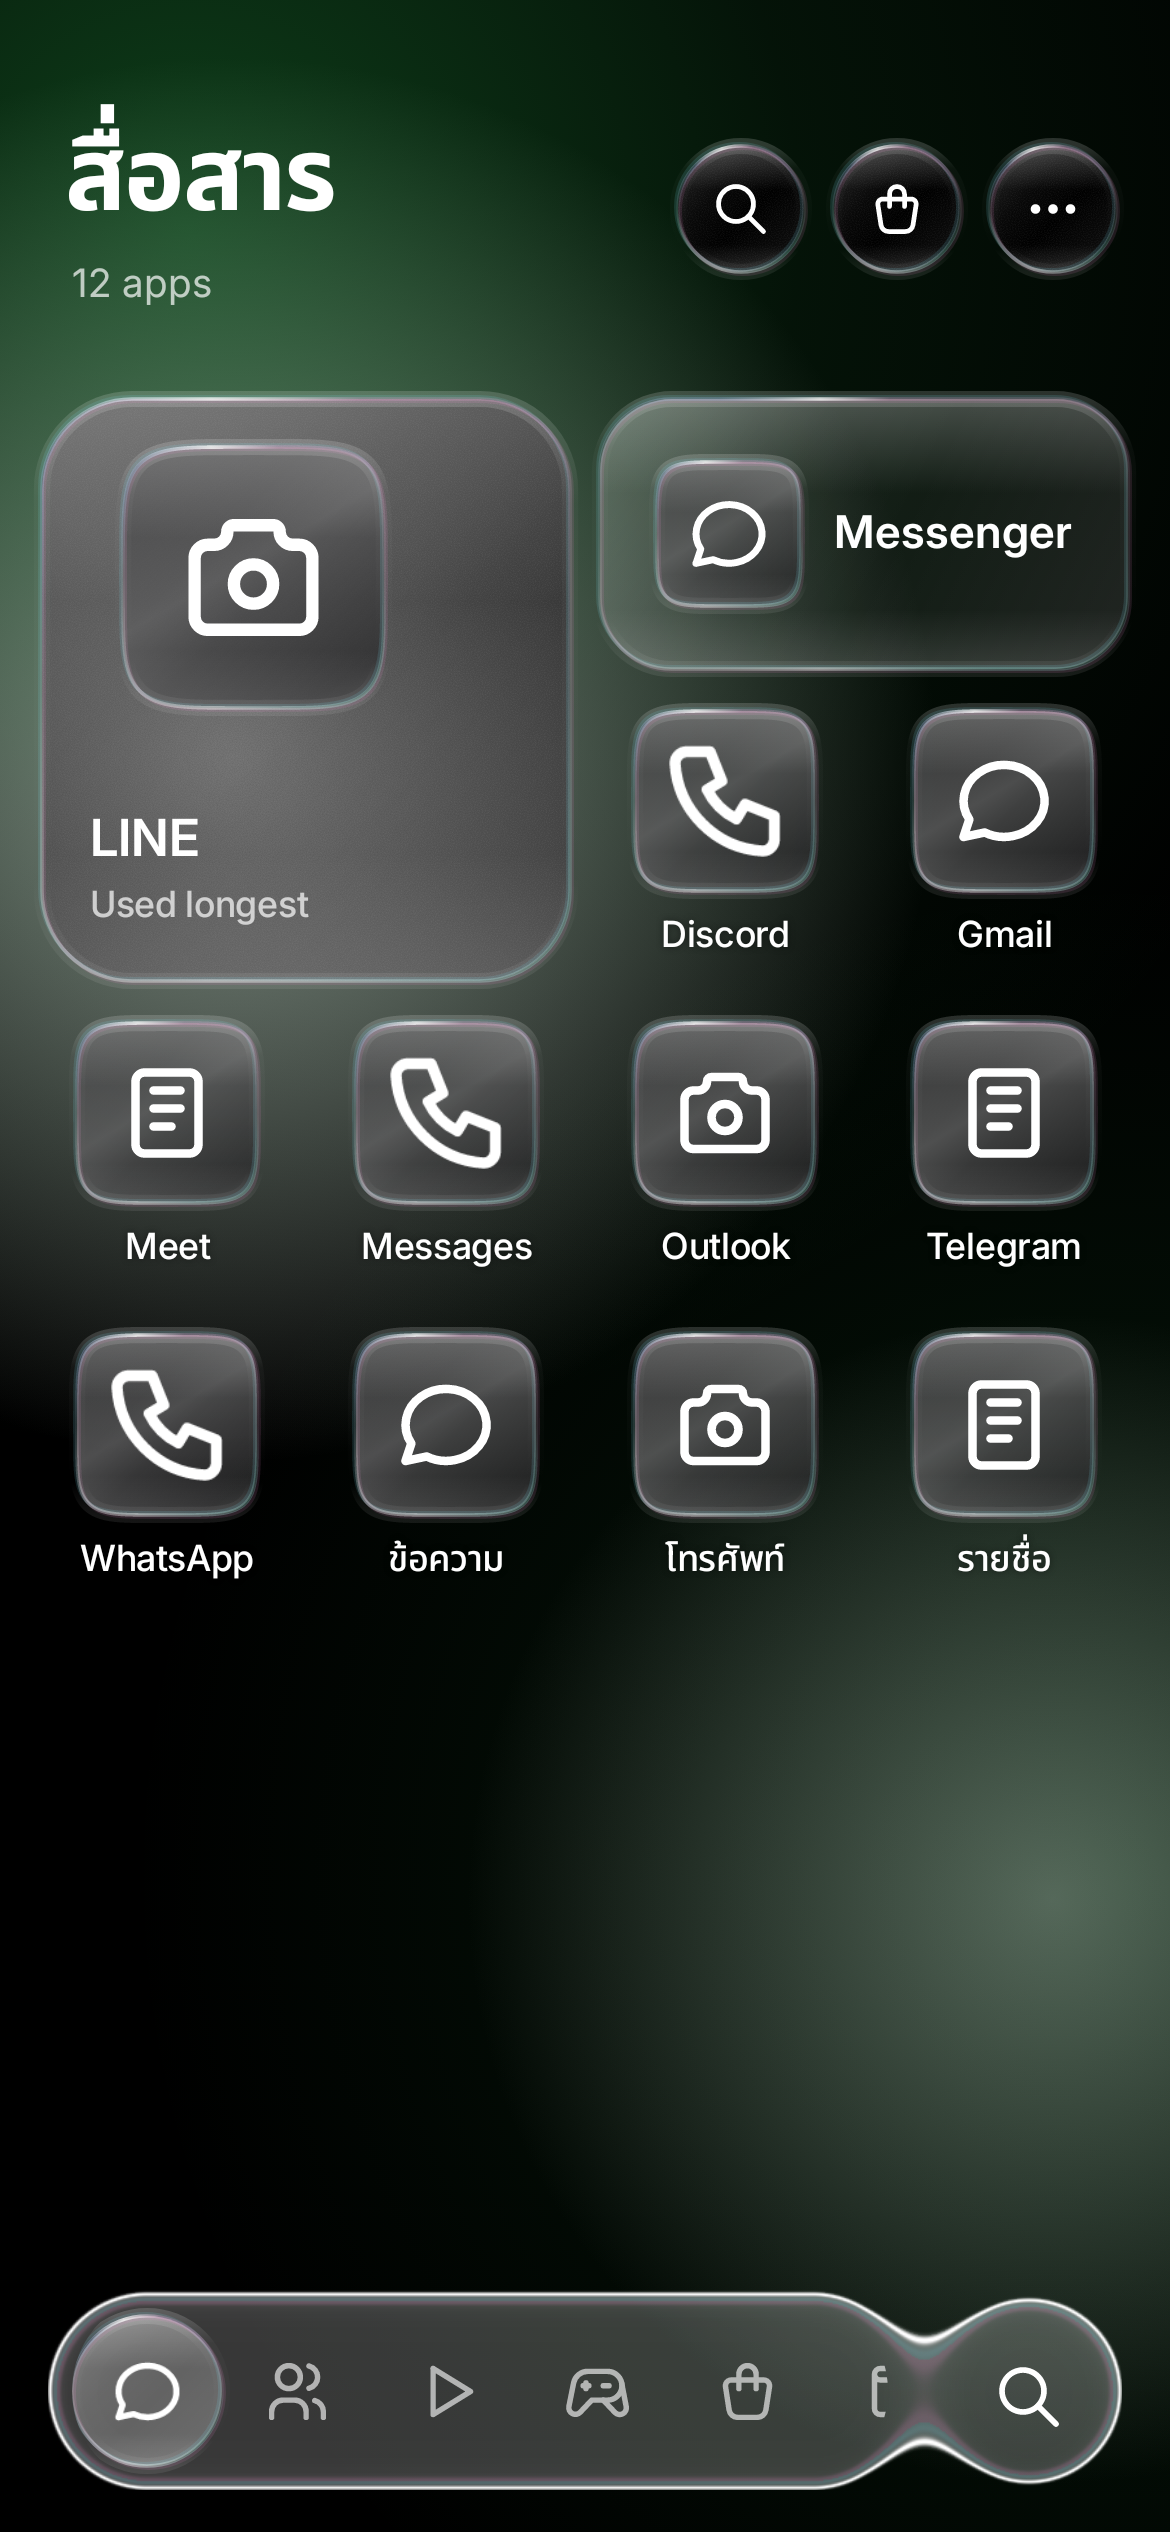 สื่อสาร
12 apps
LINE
Used longest
Messenger
Discord
Gmail
Meet
Messages
Outlook
Telegram
WhatsApp
ข้อความ
โทรศัพท์
รายชื่อ